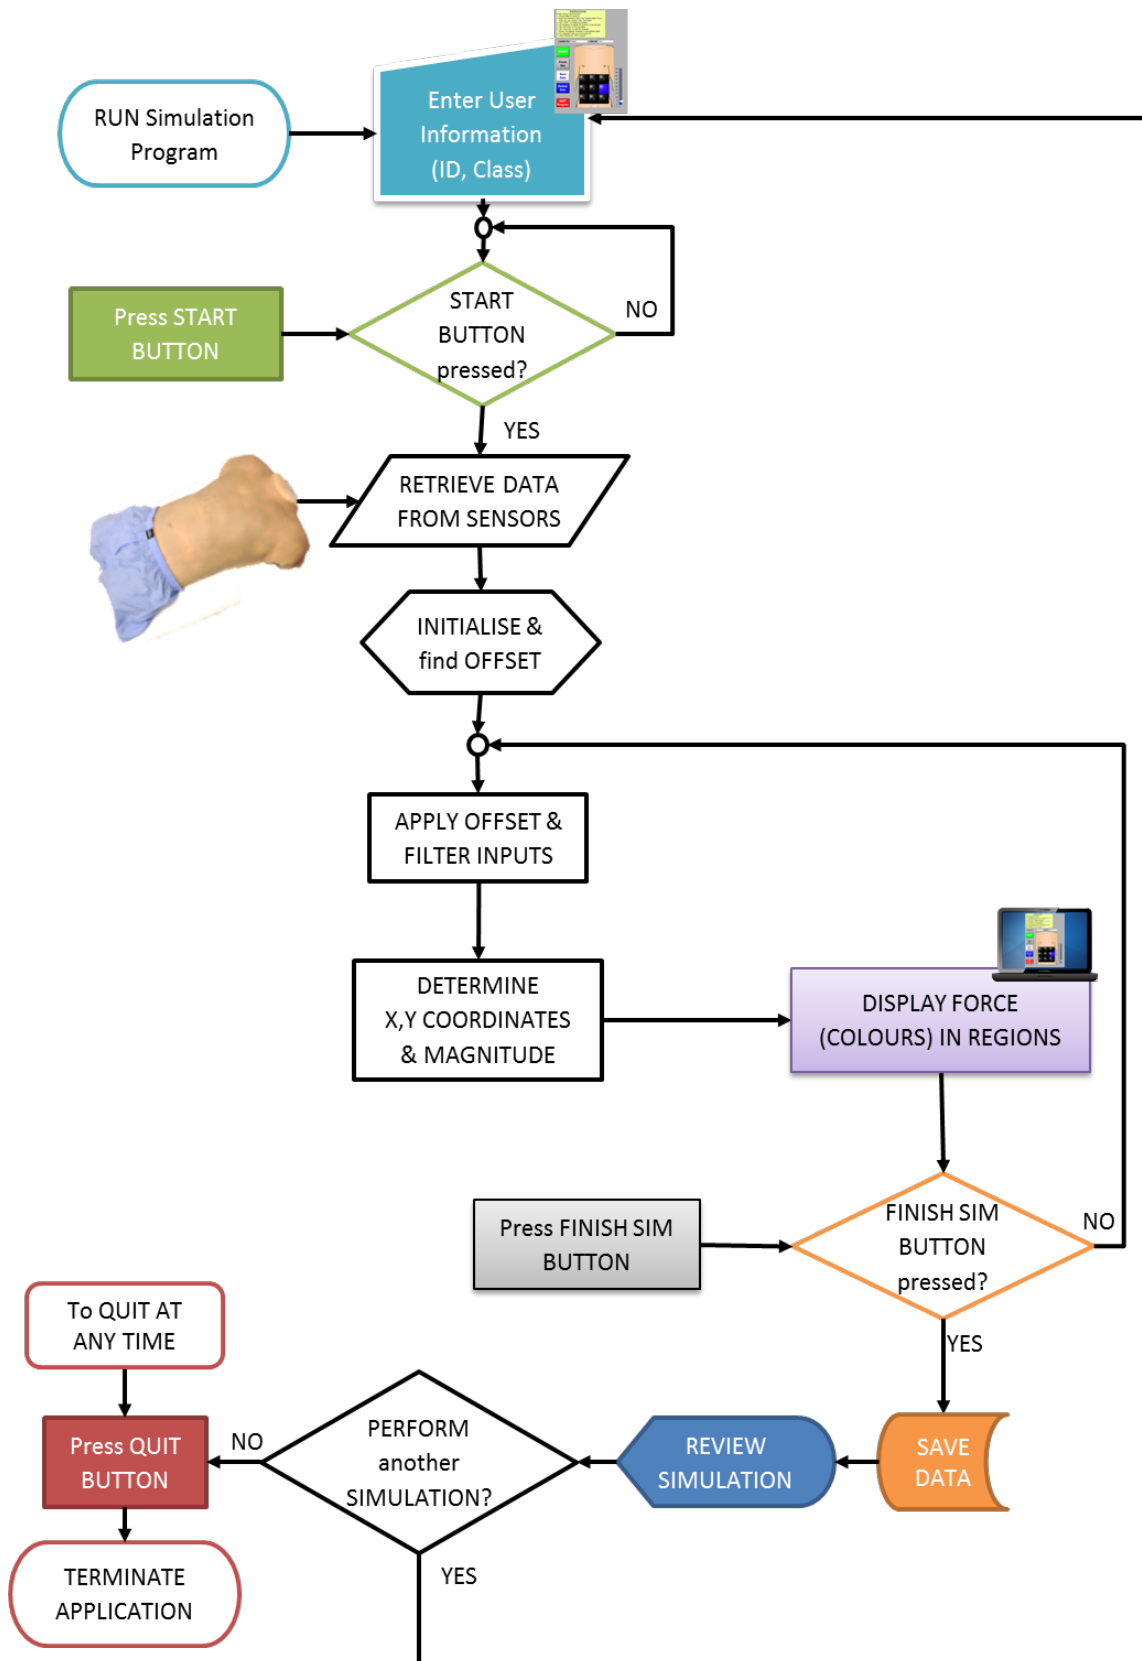 RUN Simulation
Program
Enter User
Information
(ID, Class)
Press START
BUTTON
START
BUTTON
pressed?
NO
YES
RETRIEVE DATA
FROM SENSORS
INITIALISE &
find OFFSET
APPLY OFFSET &
FILTER INPUTS
DETERMINE
X,Y COORDINATES
& MAGNITUDE
DISPLAY FORCE
(COLOURS) IN REGIONS
Press FINISH SIM
BUTTON
FINISH SIM
BUTTON
pressed?
NO
YES
SAVE
DATA
REVIEW
SIMULATION
PERFORM
another
SIMULATION?
NO
YES
To QUIT AT
ANY TIME
Press QUIT
BUTTON
TERMINATE
APPLICATION